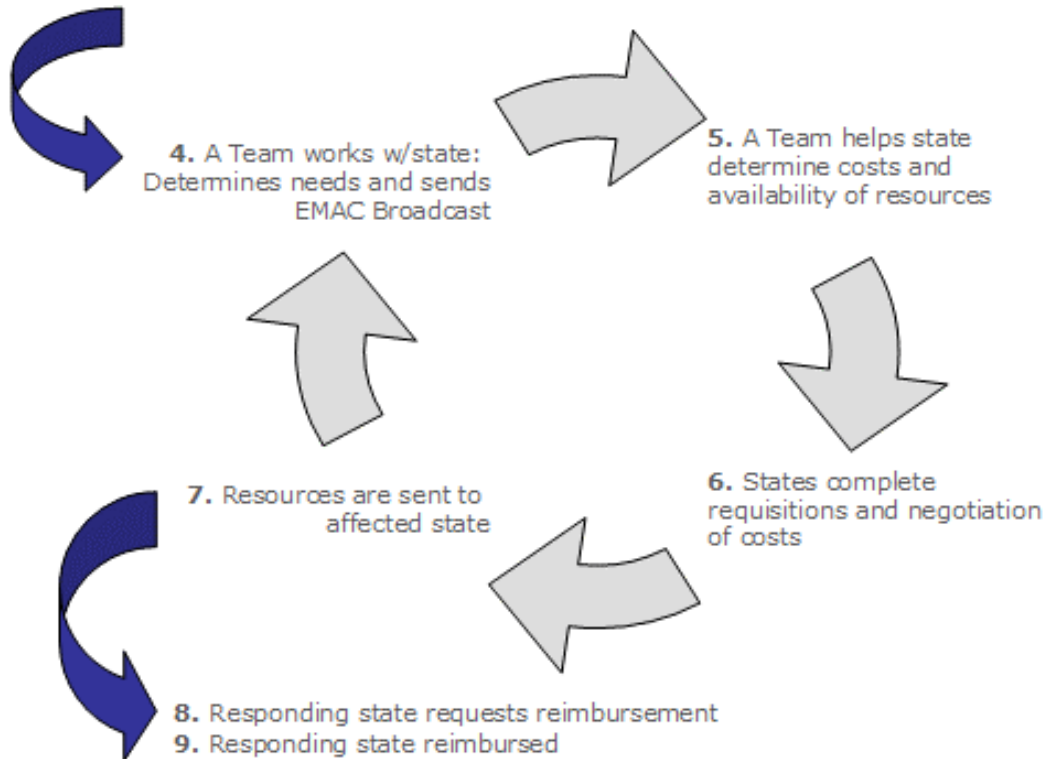 4. A Team works w/state:
Determines needs and sends
EMAC Broadcast
5. A Team helps state
determine costs and
availability of resources
6. States complete
requisitions and negotiation
of costs
7. Resources are sent to
affected state
8. Responding state requests reimbursement
9. Responding state reimbursed